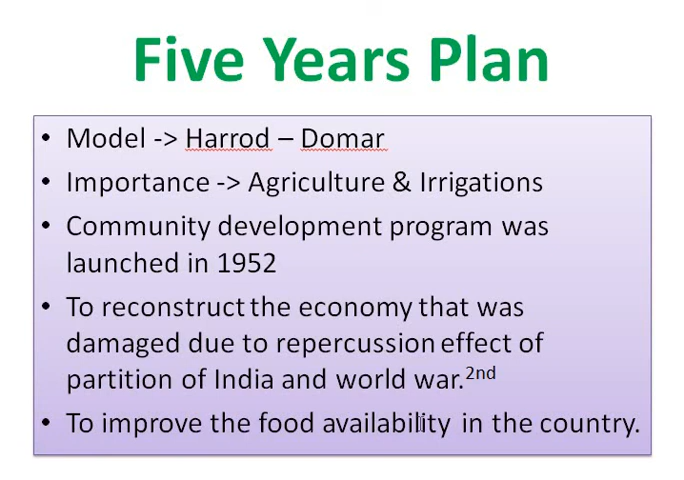 Five Years Plan
• Model -> Harrod – Domar
• Importance -> Agriculture & Irrigations
• Community development program was
launched in 1952
• To reconstruct the economy that was
damaged due to repercussion effect of
partition of India and world war.2nd
• To improve the food availability in the country.